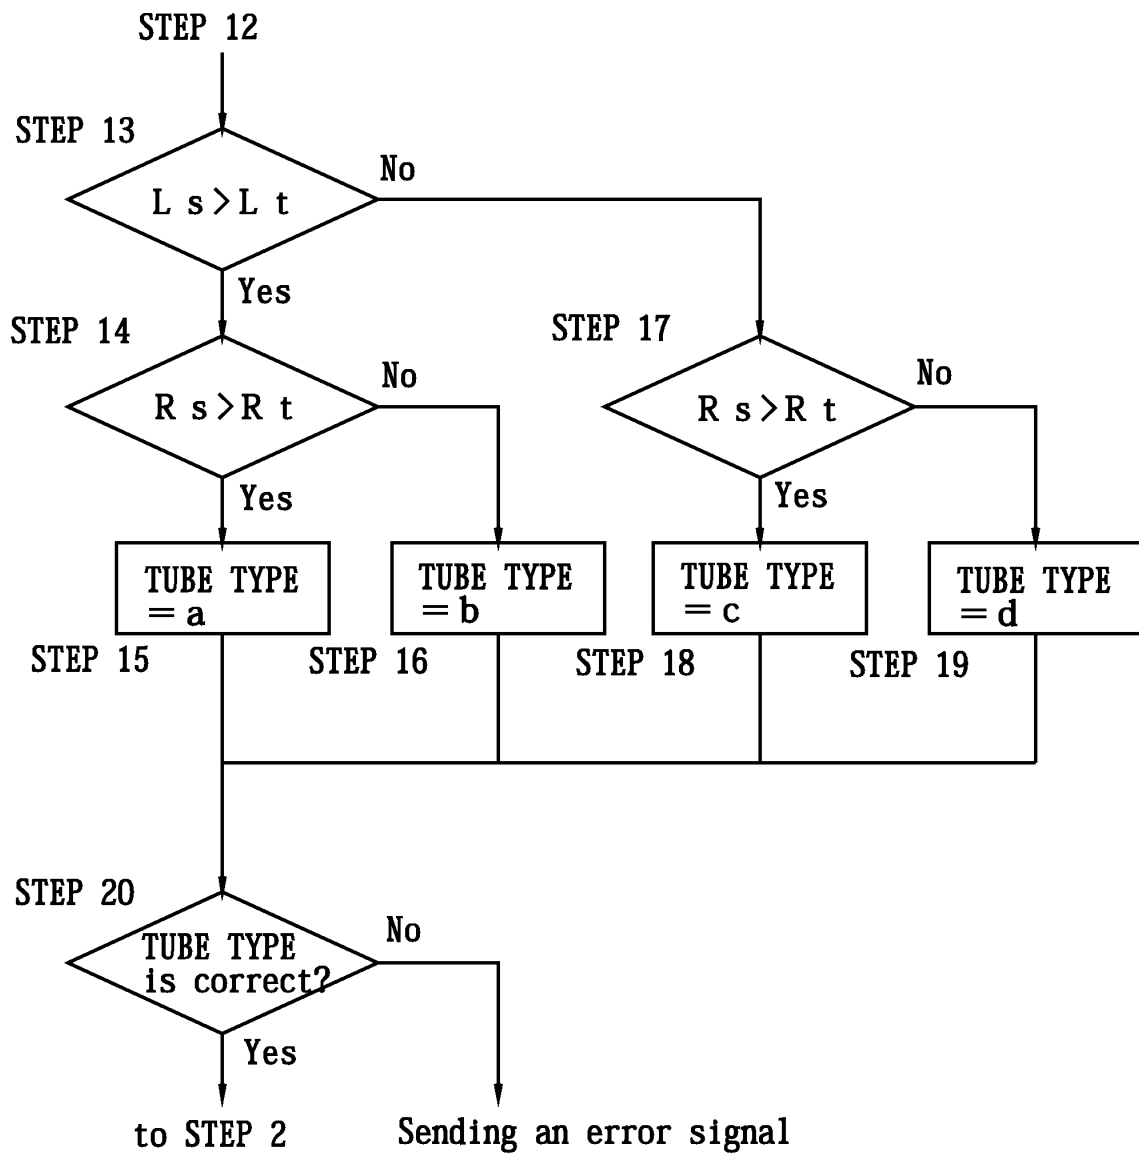 STEP 12
STEP 13
No
L s>L t
Yes
STEP 14
STEP 17
No
No
R s>R t
R s>R t
Yes
Yes
TUBE TYPE
=a
TUBE TYPE
=b
TUBE TYPE
=c
TUBE TYPE
=d
STEP 15
STEP 16
STEP 18
STEP 19
STEP 20
No
TUBE TYPE
is correct?
Yes
to STEP 2
Sending an error signal